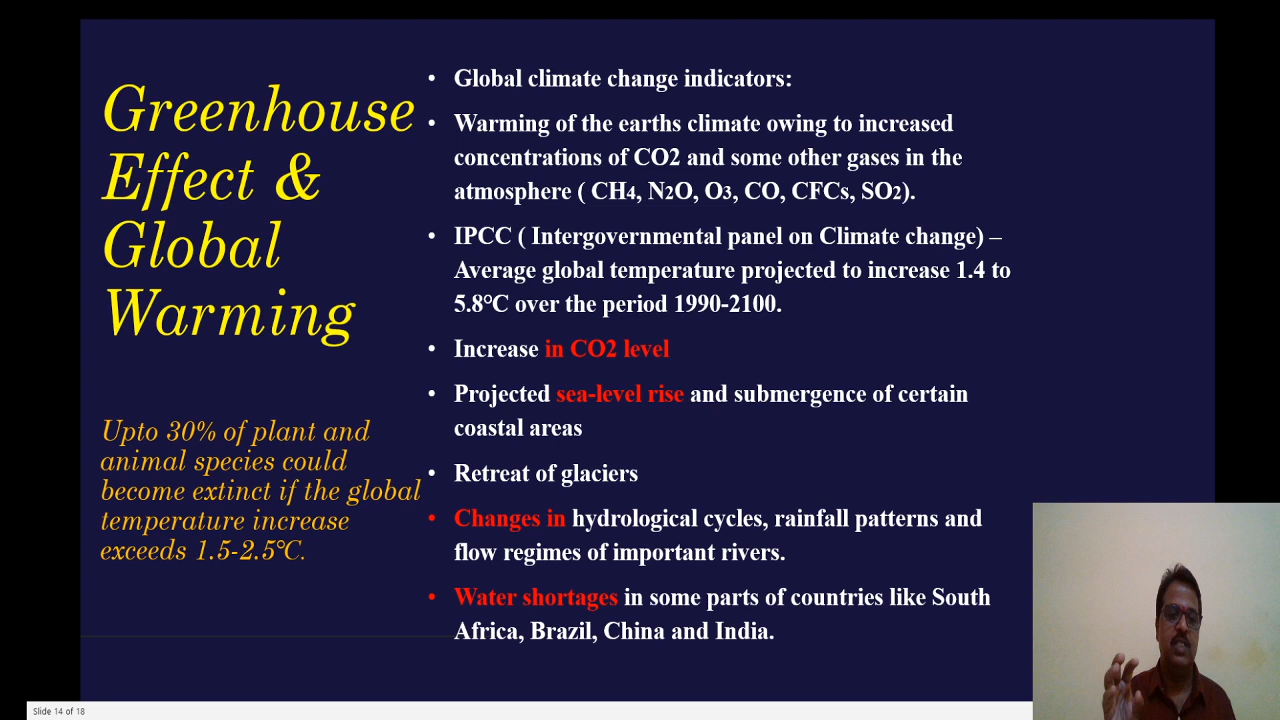 Greenhouse
Effect &
Global
Warming
Upto 30% of plant and
animal species could
become extinct if the global
temperature increase
exceeds 1.5-2.5°C.
• Global climate change indicators:
• Warming of the earths climate owing to increased
concentrations of CO2 and some other gases in the
atmosphere ( CH4, N2O, O3, CO, CFCs, SO2).
• IPCC ( Intergovernmental panel on Climate change) –
Average global temperature projected to increase 1.4 to
5.8°C over the period 1990-2100.
• Increase in CO2 level
• Projected sea-level rise and submergence of certain
coastal areas
• Retreat of glaciers
• Changes in hydrological cycles, rainfall patterns and
flow regimes of important rivers.
• Water shortages in some parts of countries like South
Africa, Brazil, China and India.
Slide 14 of 18